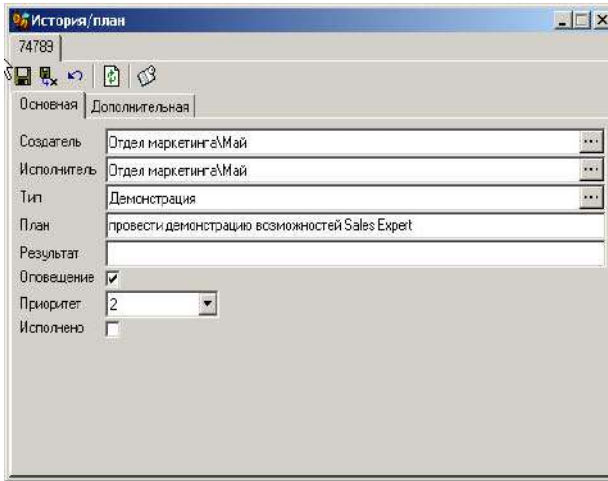 История/план
74789
Основная Дополнительная
Создатель Отдел маркетинга\Май
Исполнитель Отдел маркетинга\Май
Тип Демонстрация
План провести демонстрацию возможностей Sales Expert
Результат
Оповещение
Приоритет 2
Исполнено